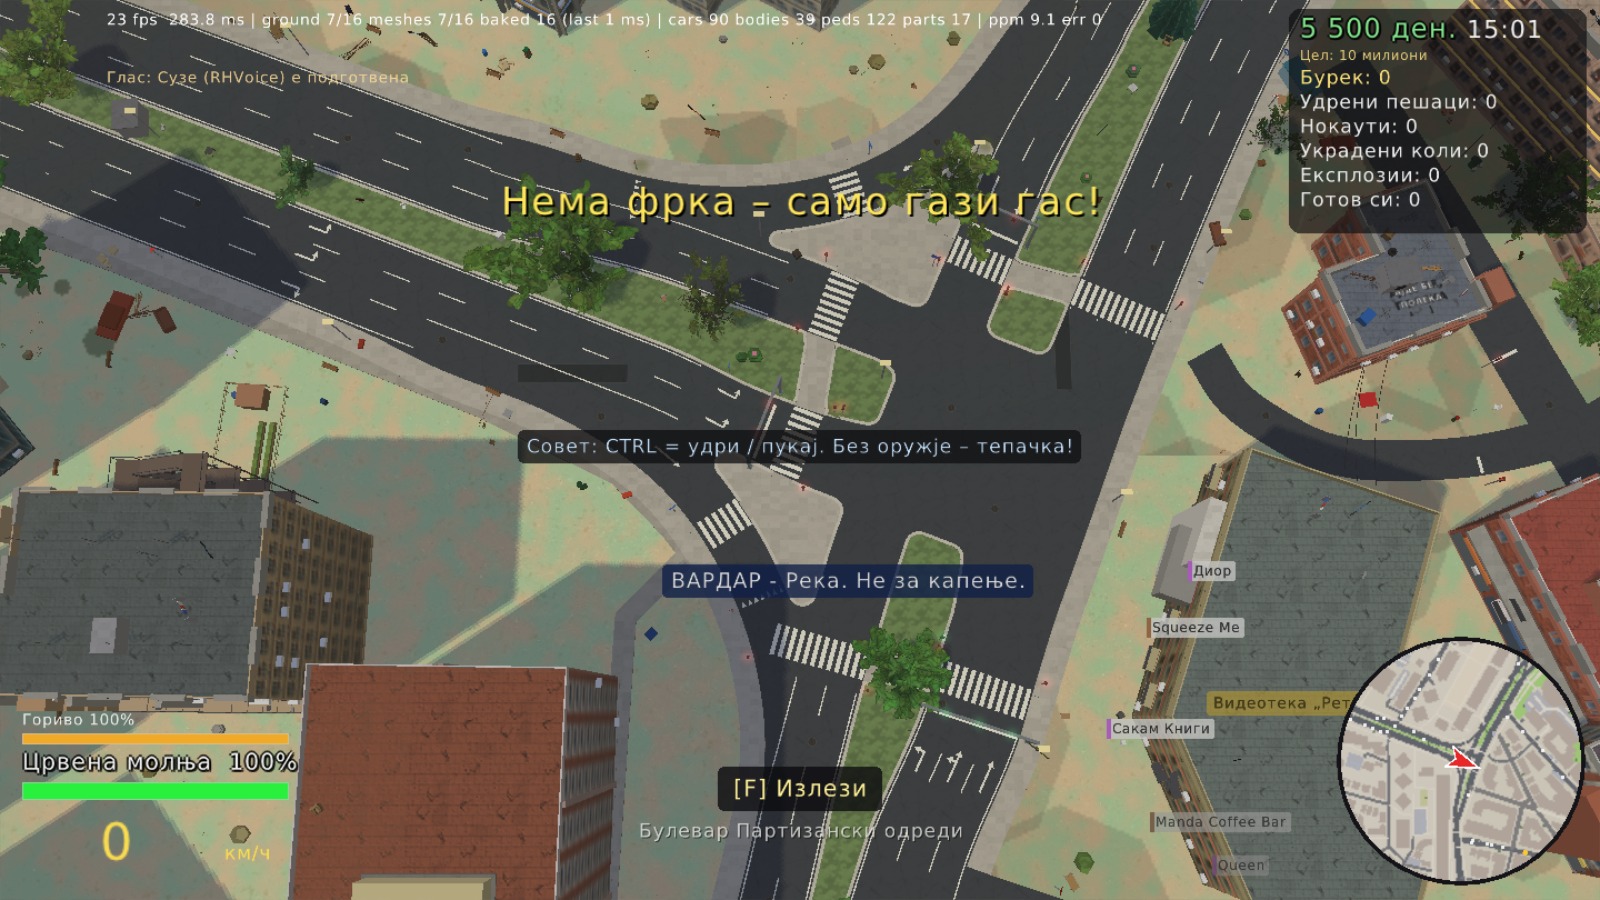 23 fps 283.8 ms | ground 7/16 meshes 7/16 baked 16 (last 1 ms) | cars 90 bodies 39 peds 122 parts 17 | ppm 9.1 err 0
5 500 ден. 15:01
Цел: 10 милиони
Бурек: 0
Удрени пешаци: 0
Нокаути: 0
Украдени коли: 0
Експлозии: 0
Готов си: 0
Глас: Сузе (RHVoice) е подготвена
Нема фрка – само гази гас!
Совет: CTRL = удри / пукај. Без оружје – тепачка!
ВАРДАР - Река. Не за капење.
Диор
Squeeze Me
Видеотека „Рет
Сакам Книги
Manda Coffee Bar
Queen
Гориво 100%
Црвена молња 100%
0 км/ч
[F] Излези
Булевар Партизански одреди